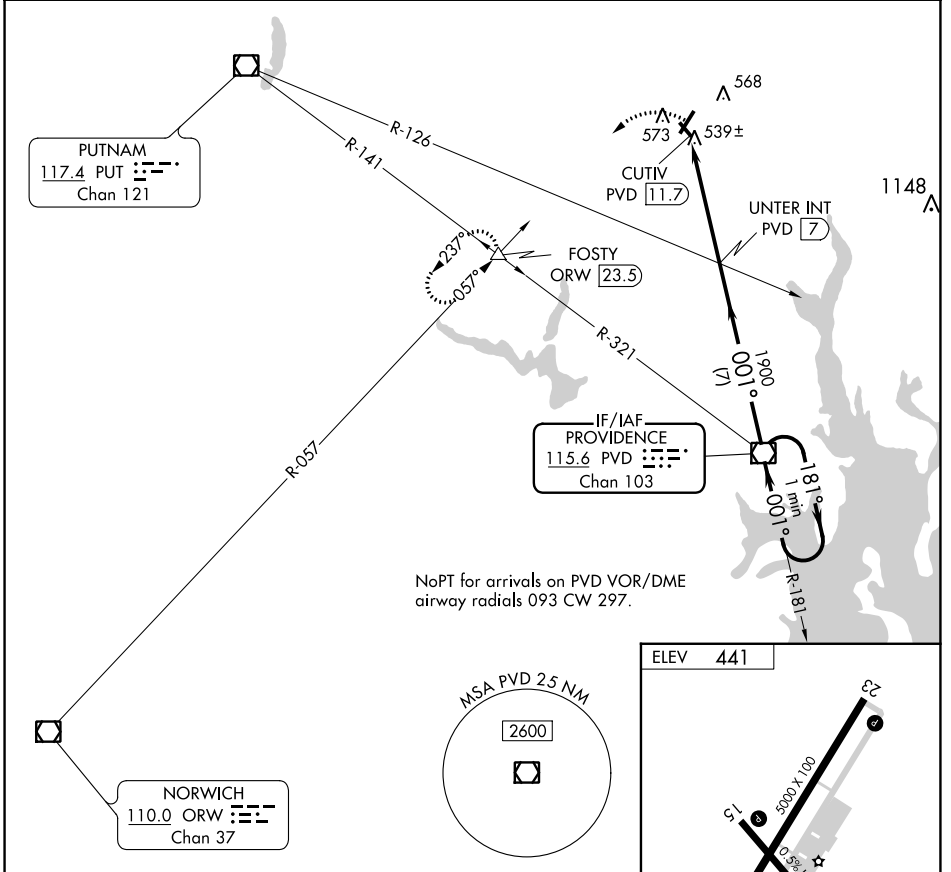 568
573
539±
R-126
R-141
PUTNAM
117.4 PUT
Chan 121
CUTIV
PVD 11.7
1148
UNTER INT
PVD 7
237°
057°
FOSTY
ORW 23.5
R-321
1900
001°
(7)
R-057
IF/IAF
PROVIDENCE
115.6 PVD
Chan 103
181°
1 min
001°
R-181
NoPT for arrivals on PVD VOR/DME
airway radials 093 CW 297.
ELEV 441
MSA PVD 25 NM
2600
23
P
5000 X 100
15
P
0.5%
NORWICH
110.0 ORW
Chan 37